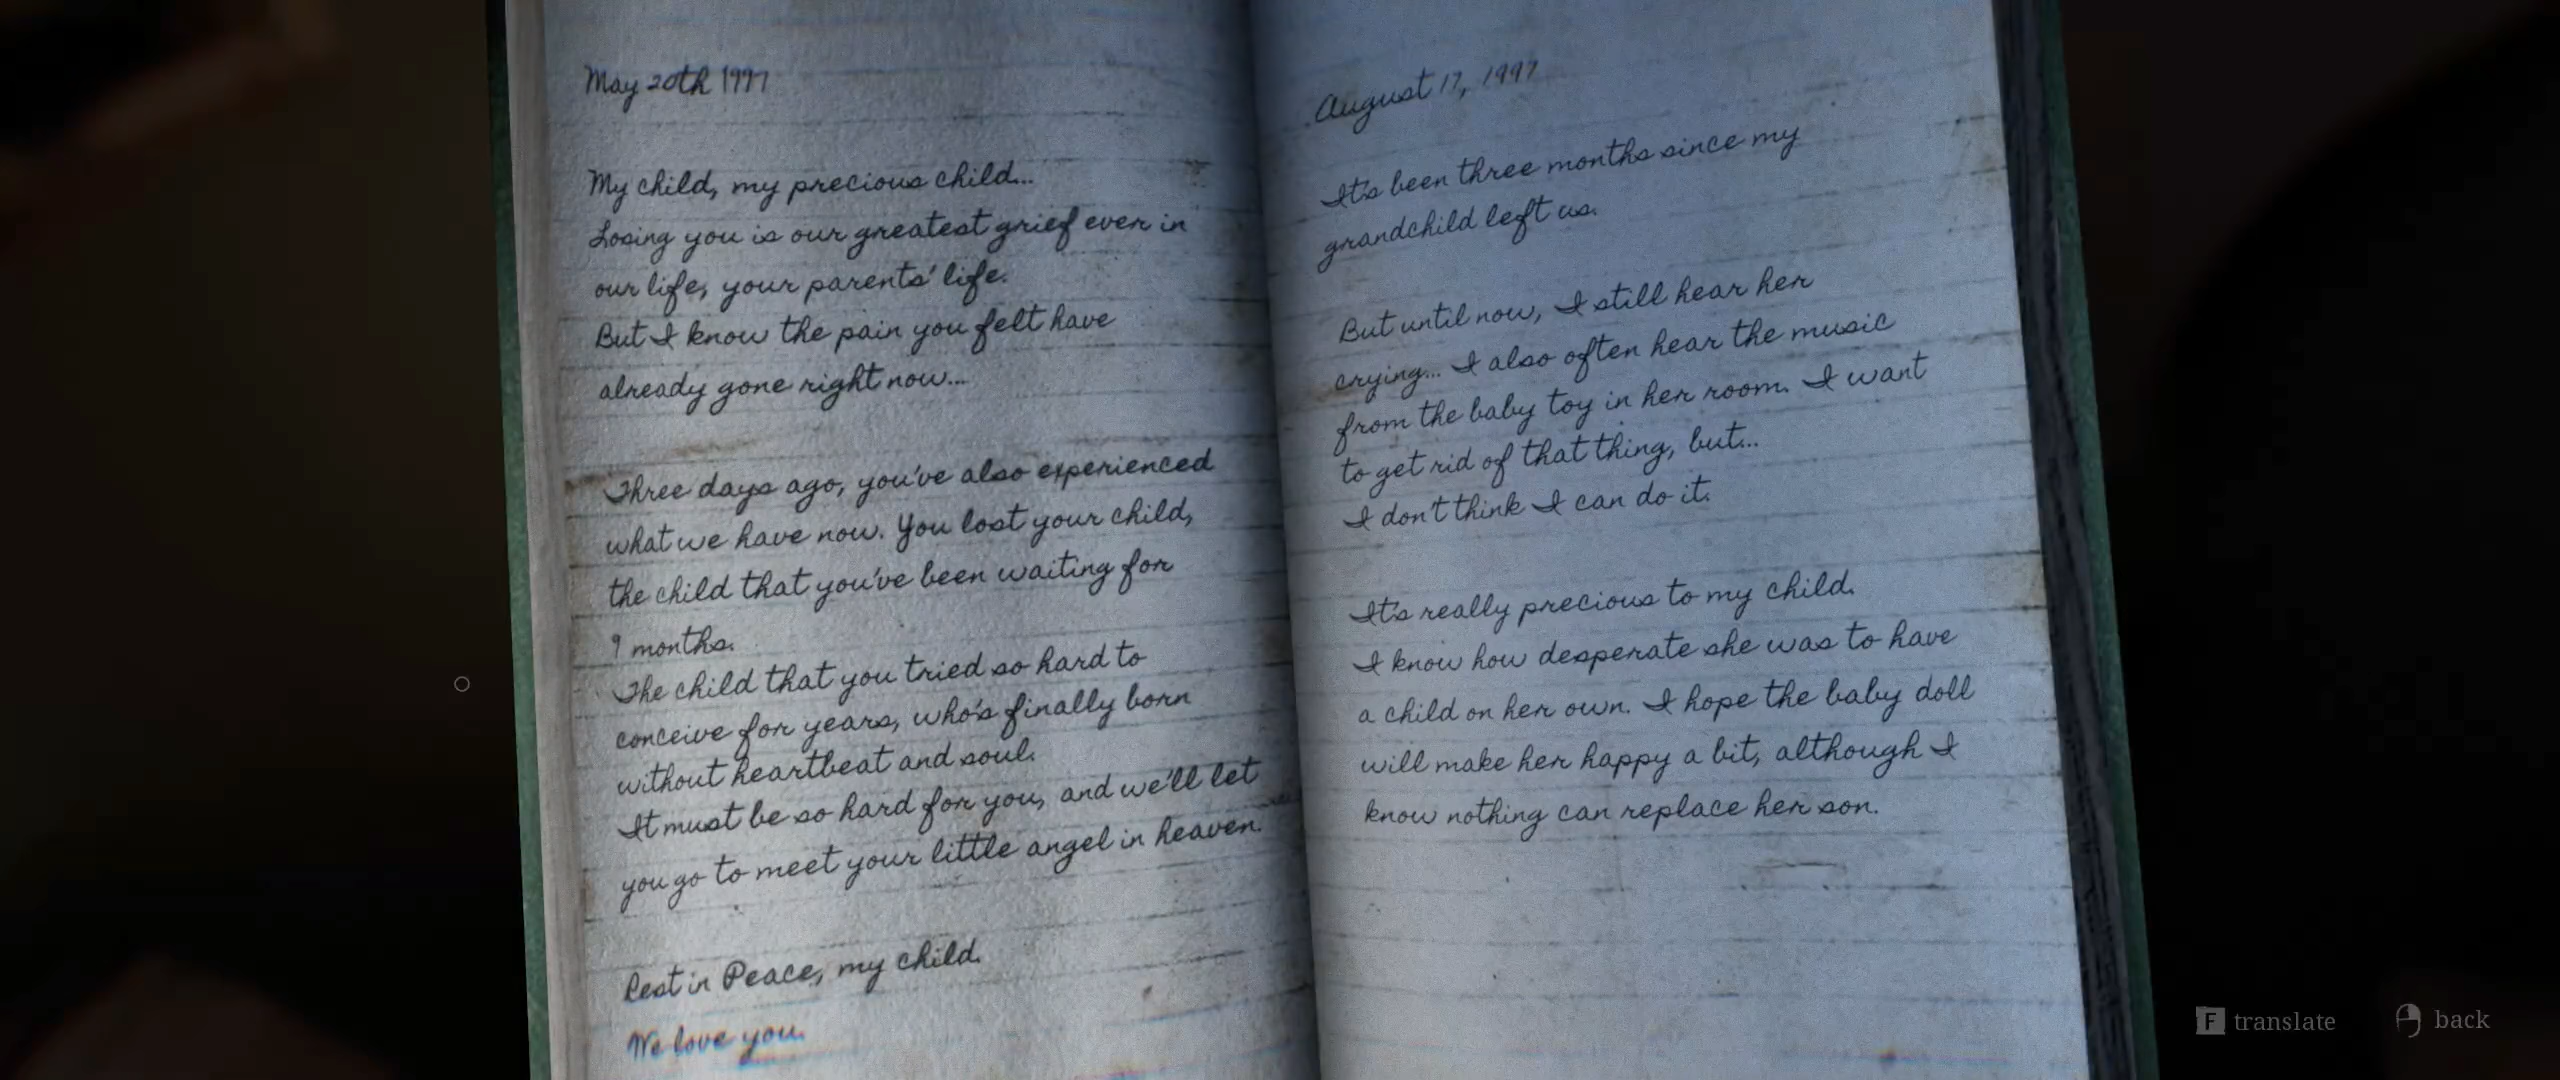 May 20th 1997
My child, my precious child...
Losing you is our greatest grief ever in
our life, your parents' life.
But I know the pain you felt have
already gone right now...
Three days ago, you've also experienced
what we have now. You lost your child,
the child that you've been waiting for
9 months.
The child that you tried so hard to
conceive for years, who's finally born
without heartbeat and soul.
It must be so hard for you, and we'll let
you go to meet your little angel in heaven.
Rest in Peace, my child.
We love you.
August 17, 1997
It's been three months since my
grandchild left us.
But until now, I still hear her
crying... I also often hear the music
from the baby toy in her room. I want
to get rid of that thing, but...
I don't think I can do it.
It's really precious to my child.
I know how desperate she was to have
a child on her own. I hope the baby doll
will make her happy a bit, although I
know nothing can replace her son.
F translate
back